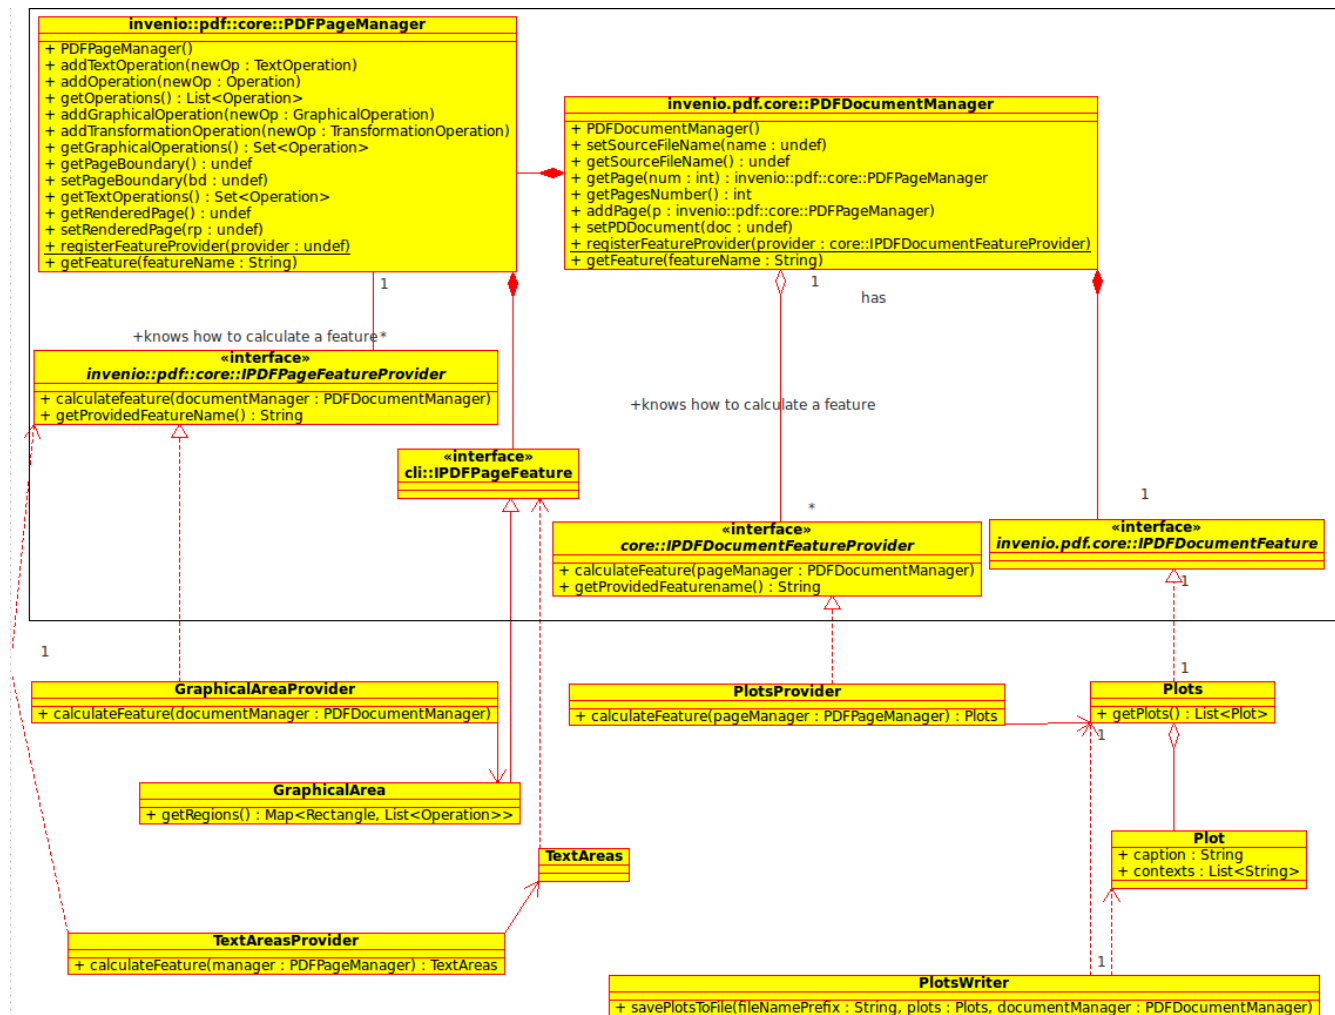 invenio::pdf::core::PDFPageManager
+ PDFPageManager()
+ addTextOperation(newOp : TextOperation)
+ addOperation(newOp : Operation)
+ getOperations() : List<Operation>
+ addGraphicalOperation(newOp : GraphicalOperation)
+ addTransformationOperation(newOp : TransformationOperation)
+ getGraphicalOperations() : Set<Operation>
+ getPageBoundary() : undef
+ setPageBoundary(bd : undef)
+ getTextOperations() : Set<Operation>
+ getRenderedPage() : undef
+ setRenderedPage(rp : undef)
+ registerFeatureProvider(provider : undef)
+ getFeature(featureName : String)
invenio.pdf.core::PDFDocumentManager
+ PDFDocumentManager()
+ setSourceFileName(name : undef)
+ getSourceFileName() : undef
+ getPage(num : int) : invenio::pdf::core::PDFPageManager
+ getPagesNumber() : int
+ addPage(p : invenio::pdf::core::PDFPageManager)
+ setPDDocument(doc : undef)
+ registerFeatureProvider(provider : core::IPDFDocumentFeatureProvider)
+ getFeature(featureName : String)
1
1
has
+knows how to calculate a feature*
«interface»
invenio::pdf::core::IPDFPageFeatureProvider
+ calculatefeature(documentManager : PDFDocumentManager)
+ getProvidedFeatureName() : String
+knows how to calculate a feature
«interface»
cli::IPDFPageFeature
*
1
«interface»
core::IPDFDocumentFeatureProvider
+ calculateFeature(pageManager : PDFDocumentManager)
+ getProvidedFeaturename() : String
«interface»
invenio.pdf.core::IPDFDocumentFeature
1
1
1
GraphicalAreaProvider
+ calculateFeature(documentManager : PDFDocumentManager)
PlotsProvider
+ calculateFeature(pageManager : PDFPageManager) : Plots
Plots
+ getPlots() : List<Plot>
1
GraphicalArea
+ getRegions() : Map<Rectangle, List<Operation>>
TextAreas
Plot
+ caption : String
+ contexts : List<String>
TextAreasProvider
+ calculateFeature(manager : PDFPageManager) : TextAreas
1
PlotsWriter
+ savePlotsToFile(fileNamePrefix : String, plots : Plots, documentManager : PDFDocumentManager)